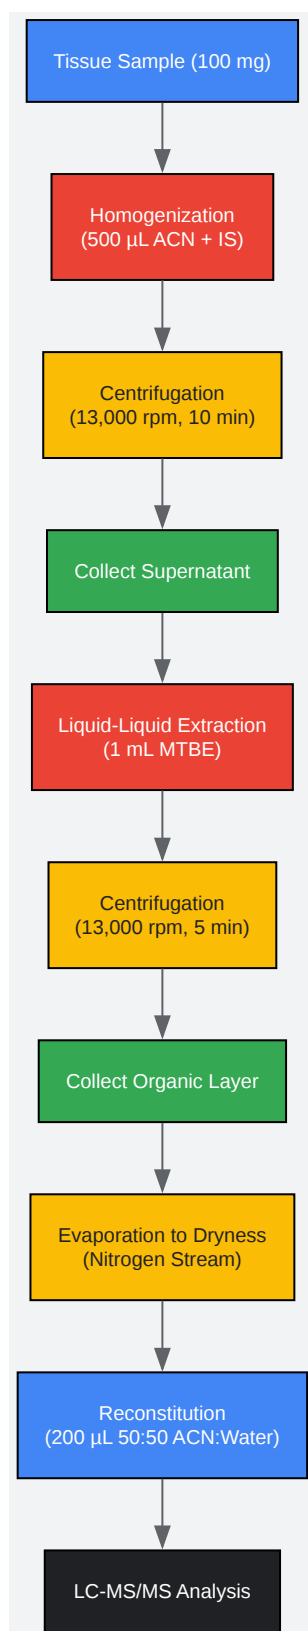 Tissue Sample (100 mg)
Homogenization
(500 µL ACN + IS)
Centrifugation
(13,000 rpm, 10 min)
Collect Supernatant
Liquid-Liquid Extraction
(1 mL MTBE)
Centrifugation
(13,000 rpm, 5 min)
Collect Organic Layer
Evaporation to Dryness
(Nitrogen Stream)
Reconstitution
(200 µL 50:50 ACN:Water)
LC-MS/MS Analysis